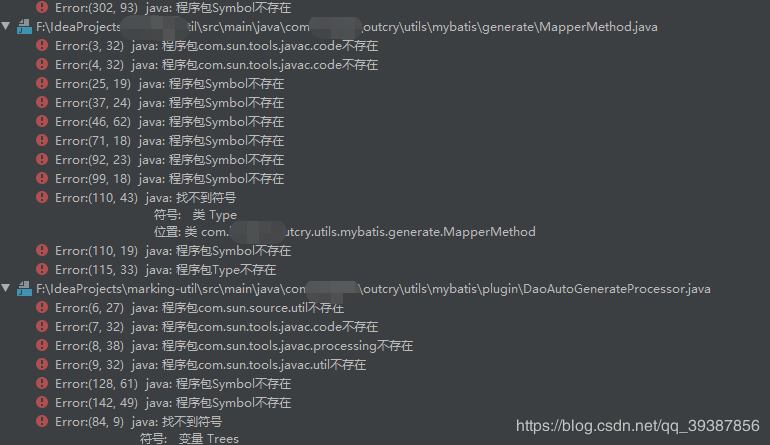 Error:(302, 93) java: 程序包Symbol不存在
F:\IdeaProjects util\src\main\java\com outcry\utils\mybatis\generate\MapperMethod.java
Error:(3, 32) java: 程序包com.sun.tools.javac.code不存在
Error:(4, 32) java: 程序包com.sun.tools.javac.code不存在
Error:(25, 19) java: 程序包Symbol不存在
Error:(37, 24) java: 程序包Symbol不存在
Error:(46, 62) java: 程序包Symbol不存在
Error:(71, 18) java: 程序包Symbol不存在
Error:(92, 23) java: 程序包Symbol不存在
Error:(99, 18) java: 程序包Symbol不存在
Error:(110, 43) java: 找不到符号
符号: 类 Type
位置: 类 com. utcry.utils.mybatis.generate.MapperMethod
Error:(110, 19) java: 程序包Symbol不存在
Error:(115, 33) java: 程序包Type不存在
F:\IdeaProjects\marking-util\src\main\java\con \outcry\utils\mybatis\plugin\DaoAutoGenerateProcessor.java
Error:(6, 27) java: 程序包com.sun.source.util不存在
Error:(7, 32) java: 程序包com.sun.tools.javac.code不存在
Error:(8, 38) java: 程序包com.sun.tools.javac.processing不存在
Error:(9, 32) java: 程序包com.sun.tools.javac.util不存在
Error:(128, 61) java: 程序包Symbol不存在
Error:(142, 49) java: 程序包Symbol不存在
Error:(84, 9) java: 找不到符号
符号: 变量 Trees
https://blog.csdn.net/qq_39387856